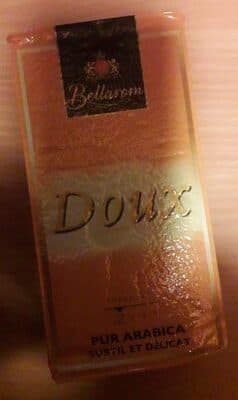 Bellarom
Doux
PUR ARABICA
SUBTIL ET DÉLICAT